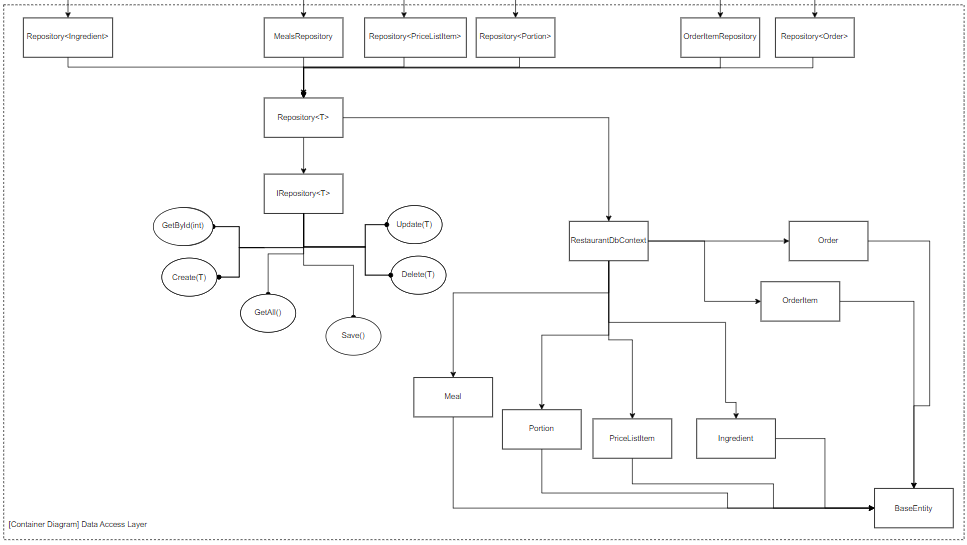 Repository<Ingredient>
MealsRepository
Repository<PriceListItem>
Repository<Portion>
OrderItemRepository
Repository<Order>
Repository<T>
IRepository<T>
GetById(int)
Update(T)
Create(T)
Delete(T)
GetAll()
Save()
RestaurantDbContext
Order
OrderItem
Meal
Portion
PriceListItem
Ingredient
BaseEntity
[Container Diagram] Data Access Layer